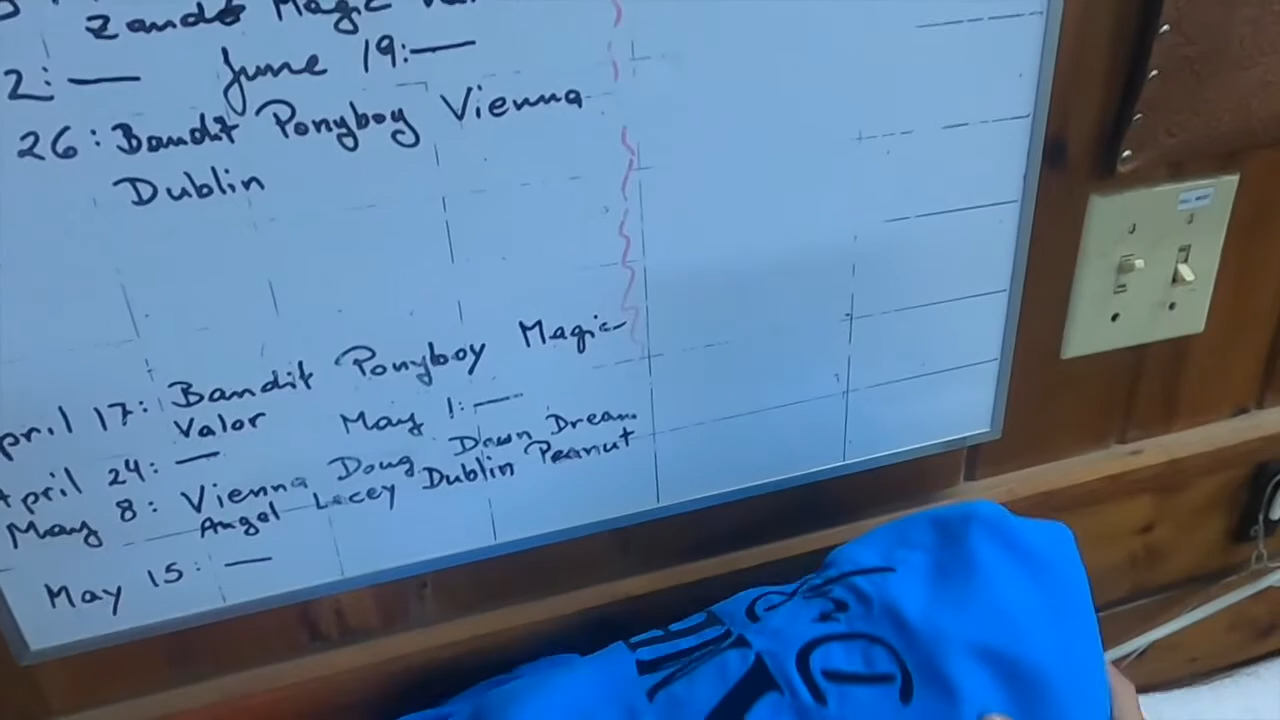 Zando Magic
2: — June 19: —
26: Bandit Ponyboy Vienna
Dublin
April 17: Bandit Ponyboy Magic
Valor May 1: —
April 24: —
May 8: Vienna Doug Dawn Dream
Angel Lacey Dublin Peanut
May 15: —